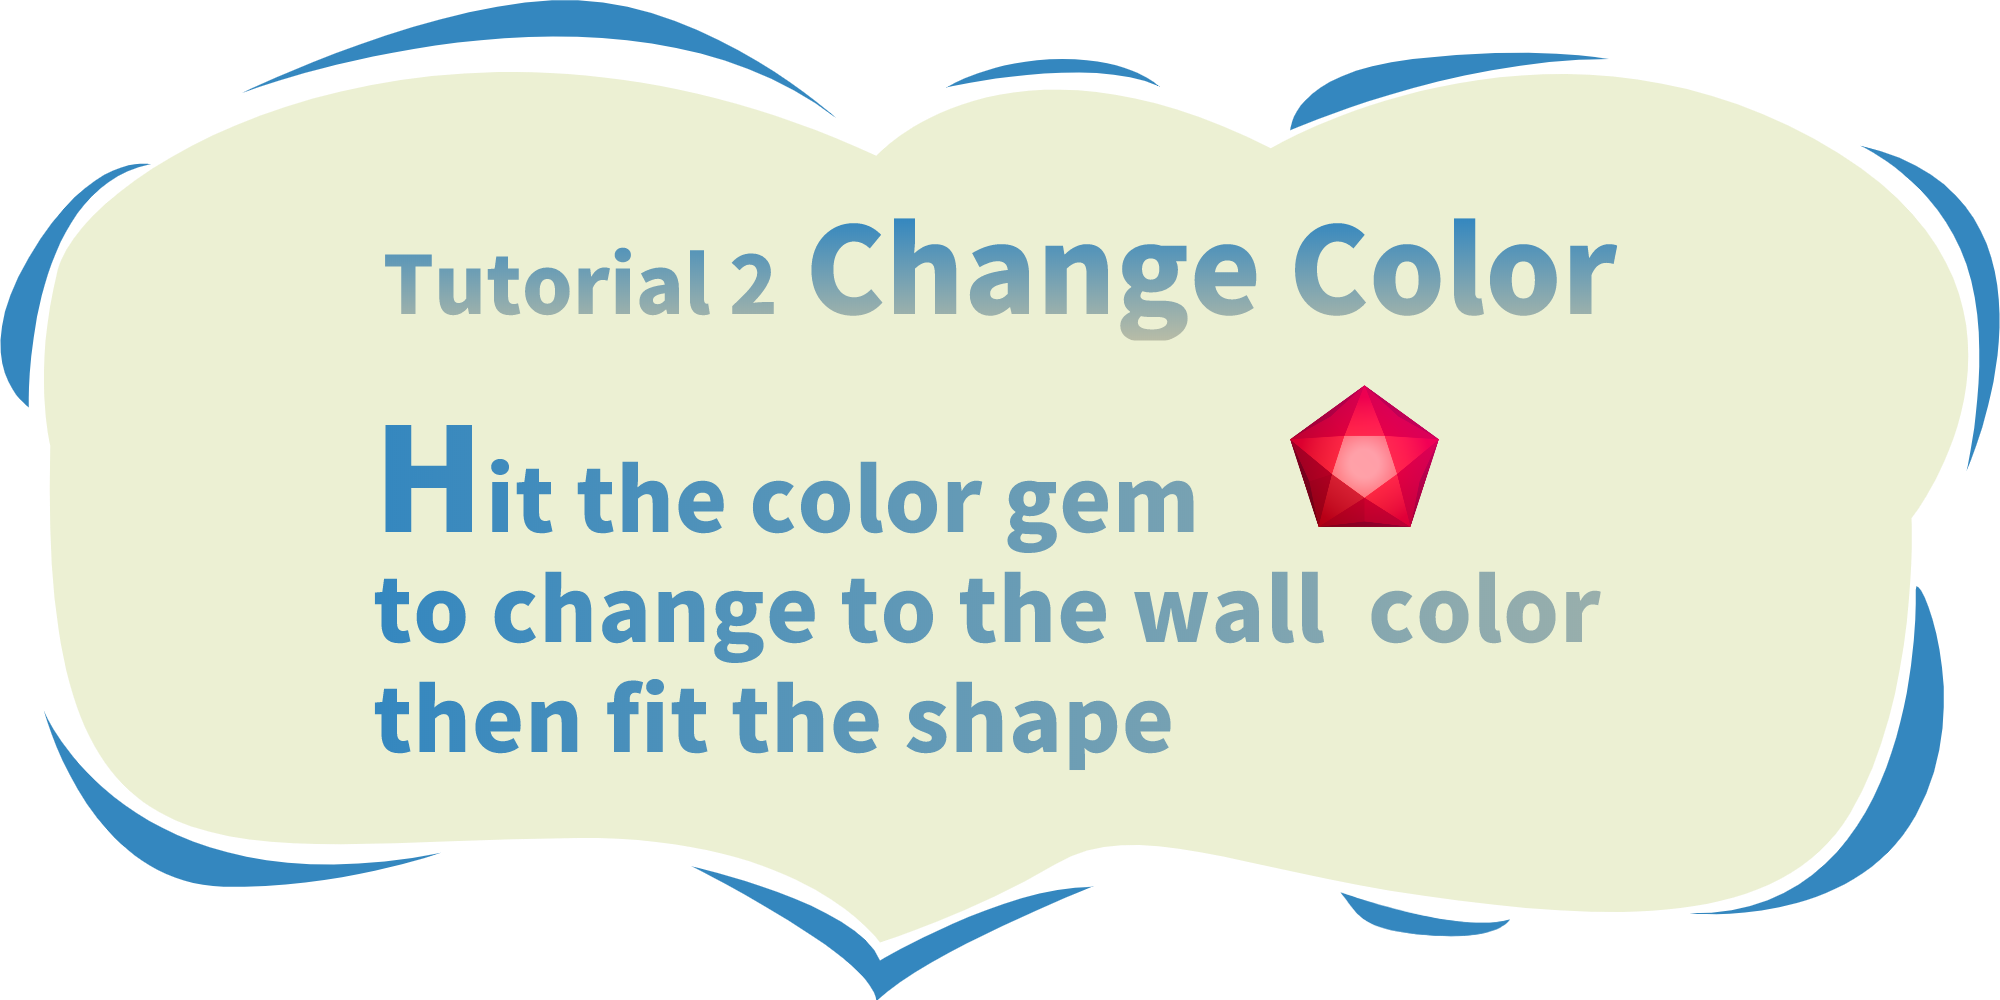 Tutorial 2 Change Color
Hit the color gem
to change to the wall color
then fit the shape